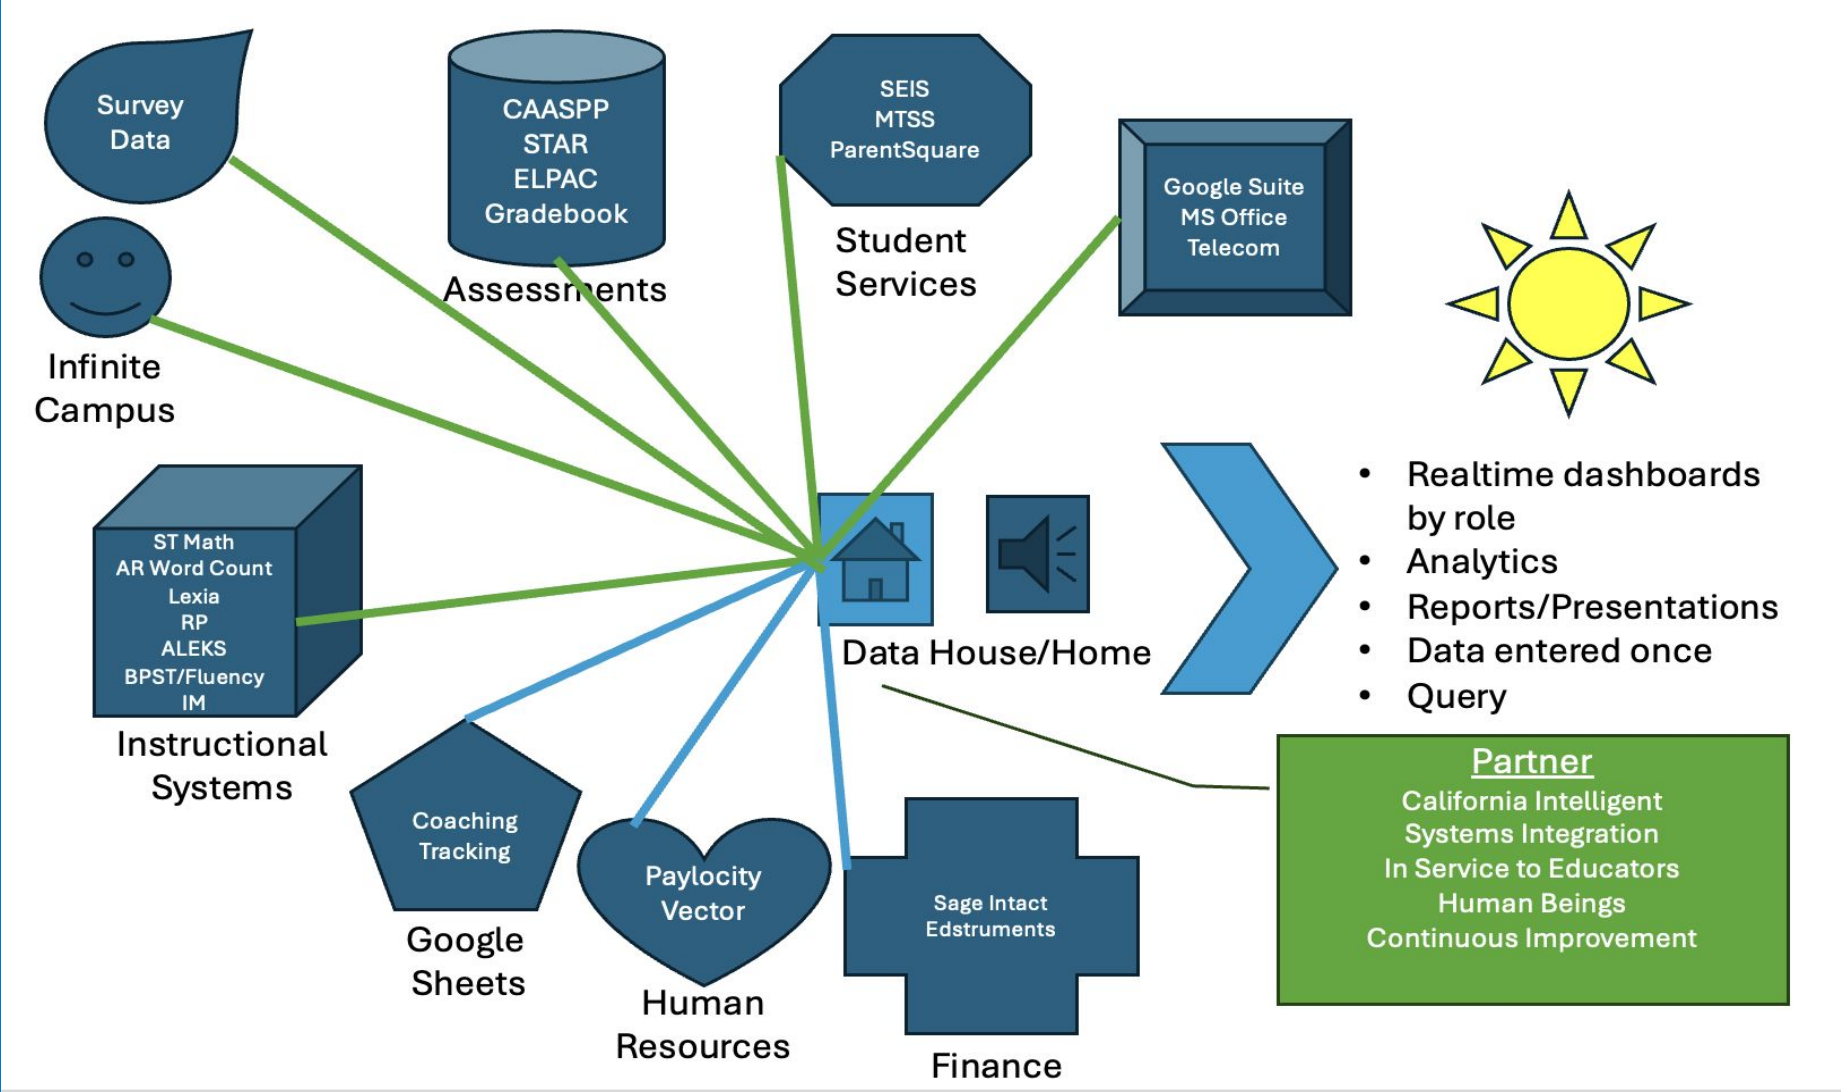 Survey
Data
CAASPP
STAR
ELPAC
Gradebook
Assessments
SEIS
MTSS
ParentSquare
Student
Services
Google Suite
MS Office
Telecom
Infinite
Campus
ST Math
AR Word Count
Lexia
RP
ALEKS
BPST/Fluency
IM
Instructional
Systems
Data House/Home
• Realtime dashboards
by role
• Analytics
• Reports/Presentations
• Data entered once
• Query
Coaching
Tracking
Google
Sheets
Paylocity
Vector
Human
Resources
Sage Intact
Edstruments
Finance
Partner
California Intelligent
Systems Integration
In Service to Educators
Human Beings
Continuous Improvement